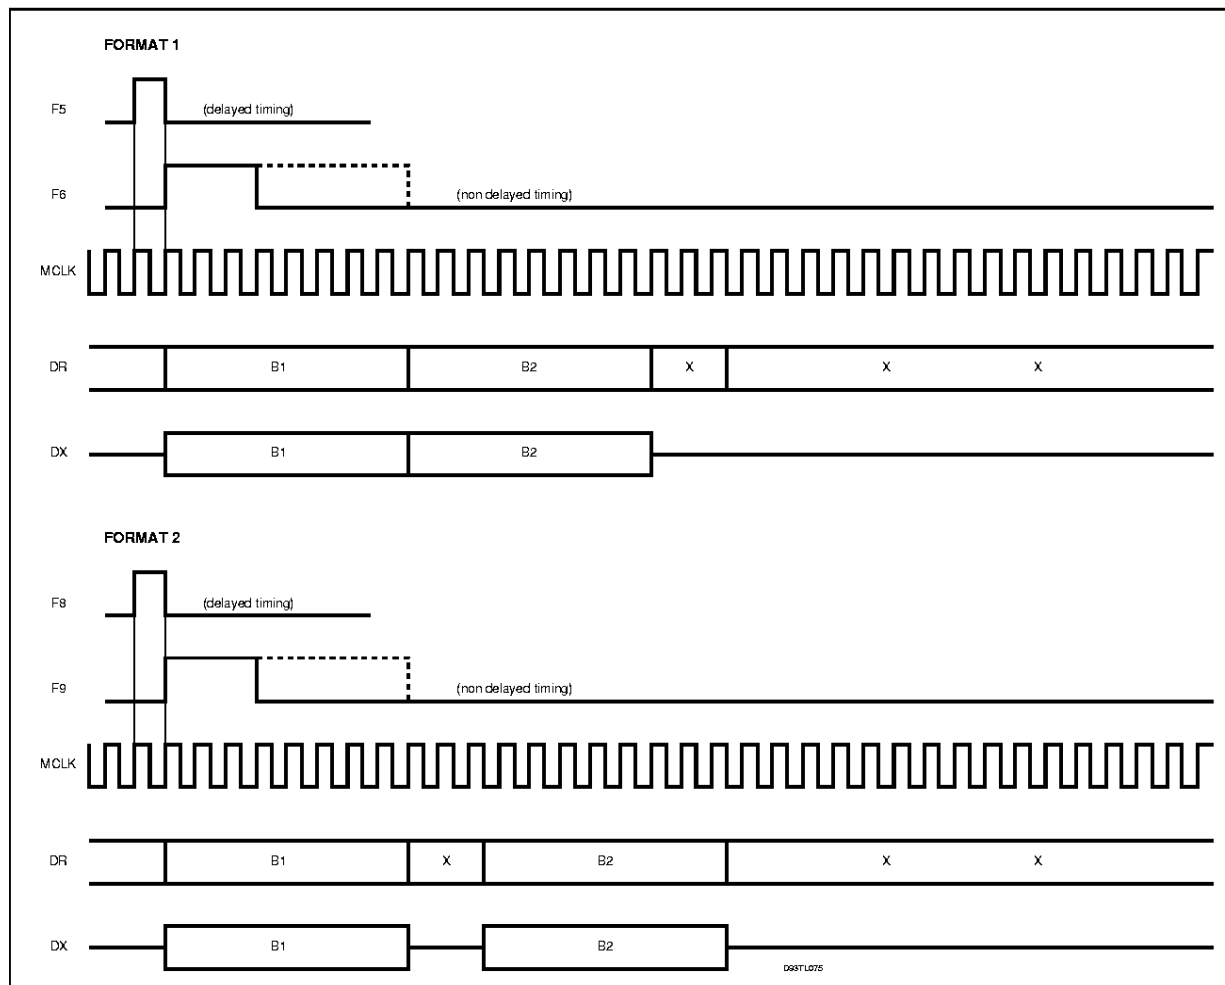 FORMAT 1
F5 (delayed timing)
F6 (non delayed timing)
MCLK
DR B1 B2 X X X
DX B1 B2
FORMAT 2
F8 (delayed timing)
F9 (non delayed timing)
MCLK
DR B1 X B2 X X
DX B1 B2
D93TL075